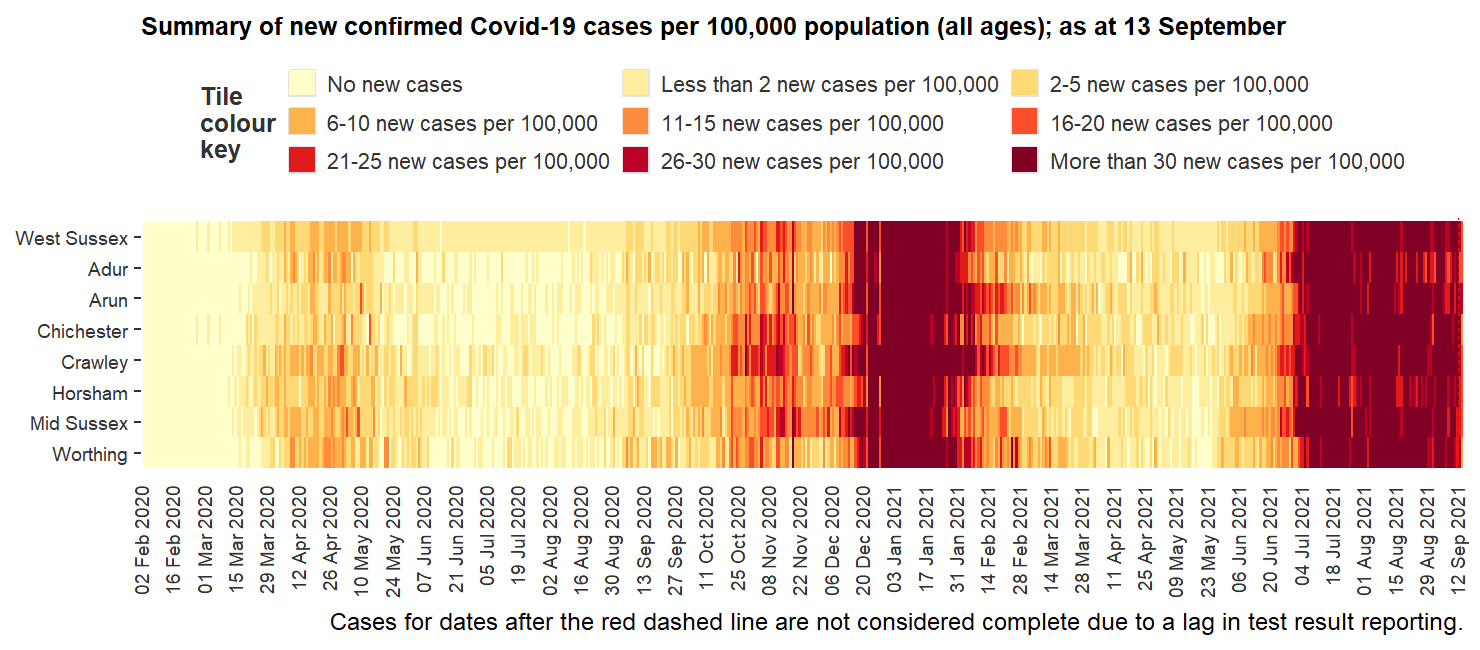 Summary of new confirmed Covid-19 cases per 100,000 population (all ages); as at 13 September
Tile
colour
key
No new cases
Less than 2 new cases per 100,000
2-5 new cases per 100,000
6-10 new cases per 100,000
11-15 new cases per 100,000
16-20 new cases per 100,000
21-25 new cases per 100,000
26-30 new cases per 100,000
More than 30 new cases per 100,000
West Sussex
Adur
Arun
Chichester
Crawley
Horsham
Mid Sussex
Worthing
02 Feb 2020
16 Feb 2020
01 Mar 2020
15 Mar 2020
29 Mar 2020
12 Apr 2020
26 Apr 2020
10 May 2020
24 May 2020
07 Jun 2020
21 Jun 2020
05 Jul 2020
19 Jul 2020
02 Aug 2020
16 Aug 2020
30 Aug 2020
13 Sep 2020
27 Sep 2020
11 Oct 2020
25 Oct 2020
08 Nov 2020
22 Nov 2020
06 Dec 2020
20 Dec 2020
03 Jan 2021
17 Jan 2021
31 Jan 2021
14 Feb 2021
28 Feb 2021
14 Mar 2021
28 Mar 2021
11 Apr 2021
25 Apr 2021
09 May 2021
23 May 2021
06 Jun 2021
20 Jun 2021
04 Jul 2021
18 Jul 2021
01 Aug 2021
15 Aug 2021
29 Aug 2021
12 Sep 2021
Cases for dates after the red dashed line are not considered complete due to a lag in test result reporting.